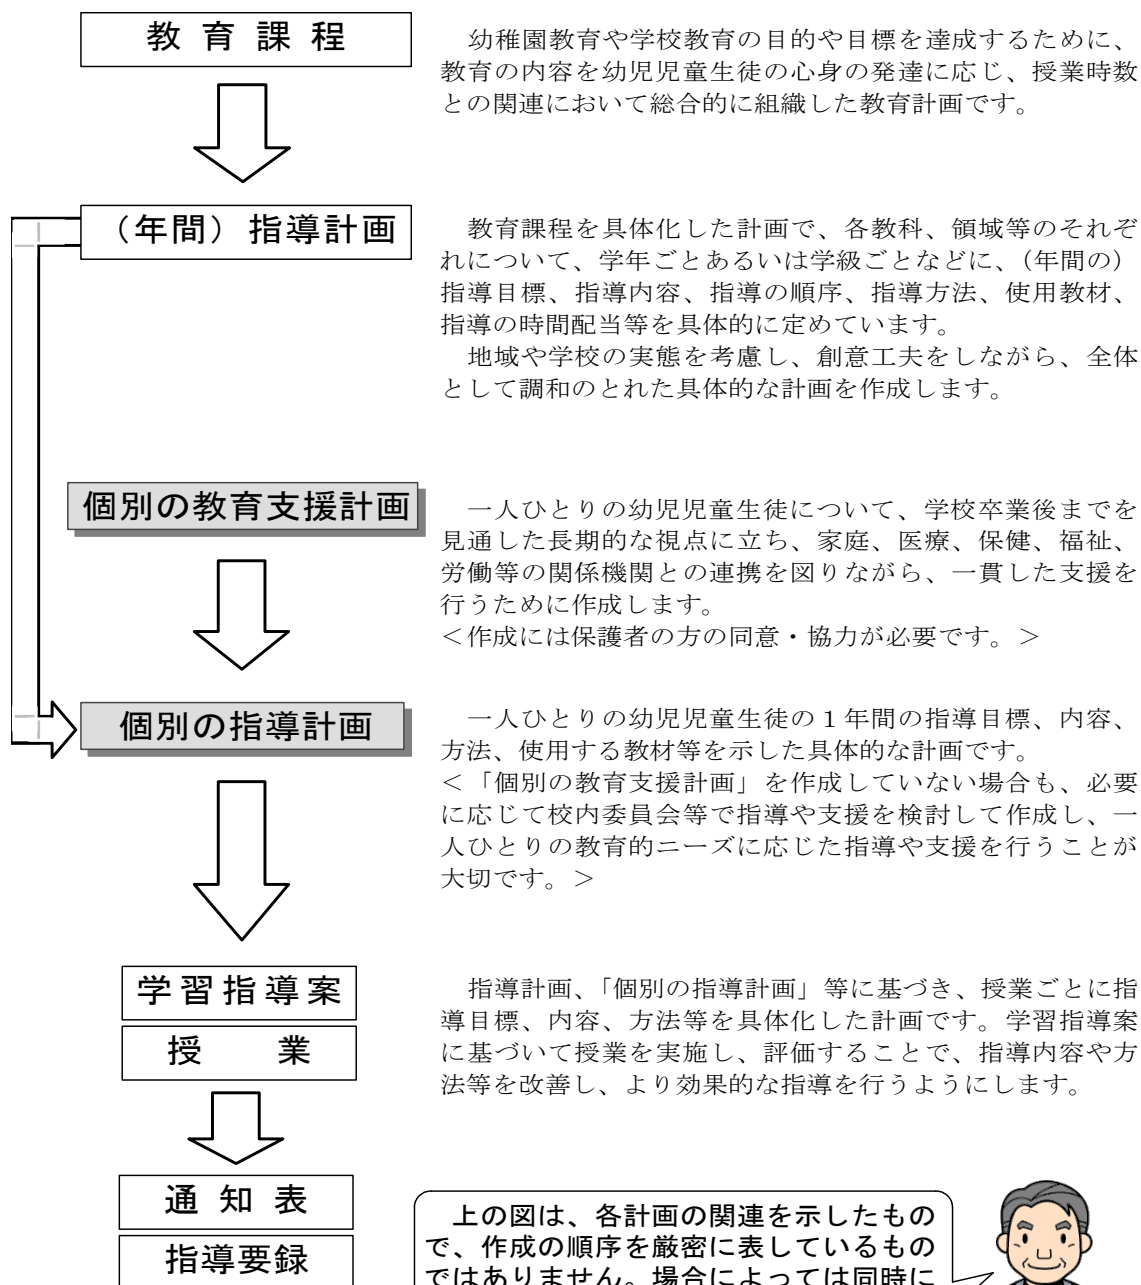 教育課程
幼稚園教育や学校教育の目的や目標を達成するために、
教育の内容を幼児児童生徒の心身の発達に応じ、授業時数
との関連において総合的に組織した教育計画です。
（年間）指導計画
教育課程を具体化した計画で、各教科、領域等のそれぞ
れについて、学年ごとあるいは学級ごとなどに、（年間の）
指導目標、指導内容、指導の順序、指導方法、使用教材、
指導の時間配当等を具体的に定めています。
地域や学校の実態を考慮し、創意工夫をしながら、全体
として調和のとれた具体的な計画を作成します。
個別の教育支援計画
一人ひとりの幼児児童生徒について、学校卒業後までを
見通した長期的な視点に立ち、家庭、医療、保健、福祉、
労働等の関係機関との連携を図りながら、一貫した支援を
行うために作成します。
＜作成には保護者の方の同意・協力が必要です。＞
個別の指導計画
一人ひとりの幼児児童生徒の１年間の指導目標、内容、
方法、使用する教材等を示した具体的な計画です。
＜「個別の教育支援計画」を作成していない場合も、必要
に応じて校内委員会等で指導や支援を検討して作成し、一
人ひとりの教育的ニーズに応じた指導や支援を行うことが
大切です。＞
学習指導案
授業
指導計画、「個別の指導計画」等に基づき、授業ごとに指
導目標、内容、方法等を具体化した計画です。学習指導案
に基づいて授業を実施し、評価することで、指導内容や方
法等を改善し、より効果的な指導を行うようにします。
通知表
指導要録
上の図は、各計画の関連を示したもの
で、作成の順序を厳密に表しているもの
ではありません。場合によっては同時に